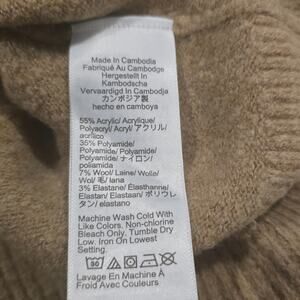 Made In Cambodia
Fabriqué Au Cambodge
Hergestellt In
Kambodscha
Vervaardigd In Cambodja
カンボジア製
hecho en camboya
55% Acrylic/ Acrylique/
Polyacryl/ Acryl/ アクリル/
acrílico
35% Polyamide/
Polyamide/ Polyamid/
Polyamide/ ナイロン/
poliamida
7% Wool/ Laine/ Wolle/
Wol/ 毛/ lana
3% Elastane/ Élasthanne/
Elastan/ Elastaan/ ポリウレ
タン/ elastano
Machine Wash Cold With
Like Colors. Non-chlorine
Bleach Only. Tumble Dry
Low. Iron On Lowest
Setting.
30
Lavage En Machine À
Froid Avec Couleurs